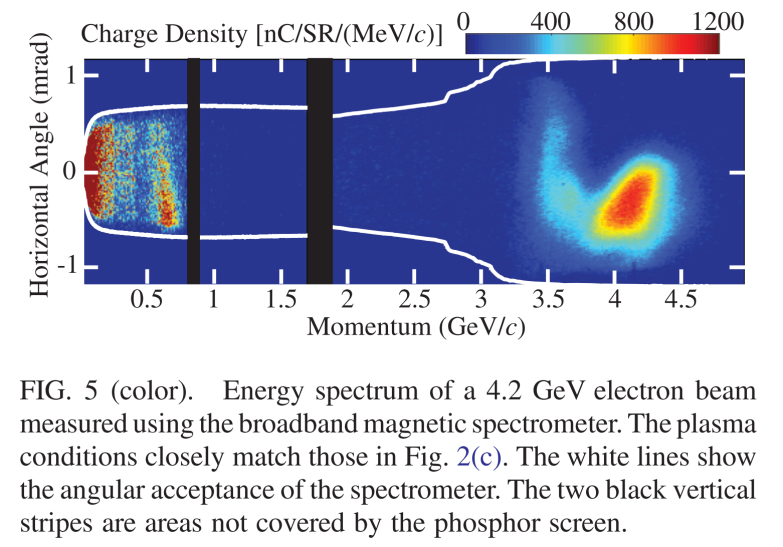 Charge Density [nC/SR/(MeV/c)]
0 400 800 1200
Horizontal Angle (mrad)
1
0
-1
0.5 1 1.5 2 2.5 3 3.5 4 4.5
Momentum (GeV/c)
FIG. 5 (color). Energy spectrum of a 4.2 GeV electron beam
measured using the broadband magnetic spectrometer. The plasma
conditions closely match those in Fig. 2(c). The white lines show
the angular acceptance of the spectrometer. The two black vertical
stripes are areas not covered by the phosphor screen.